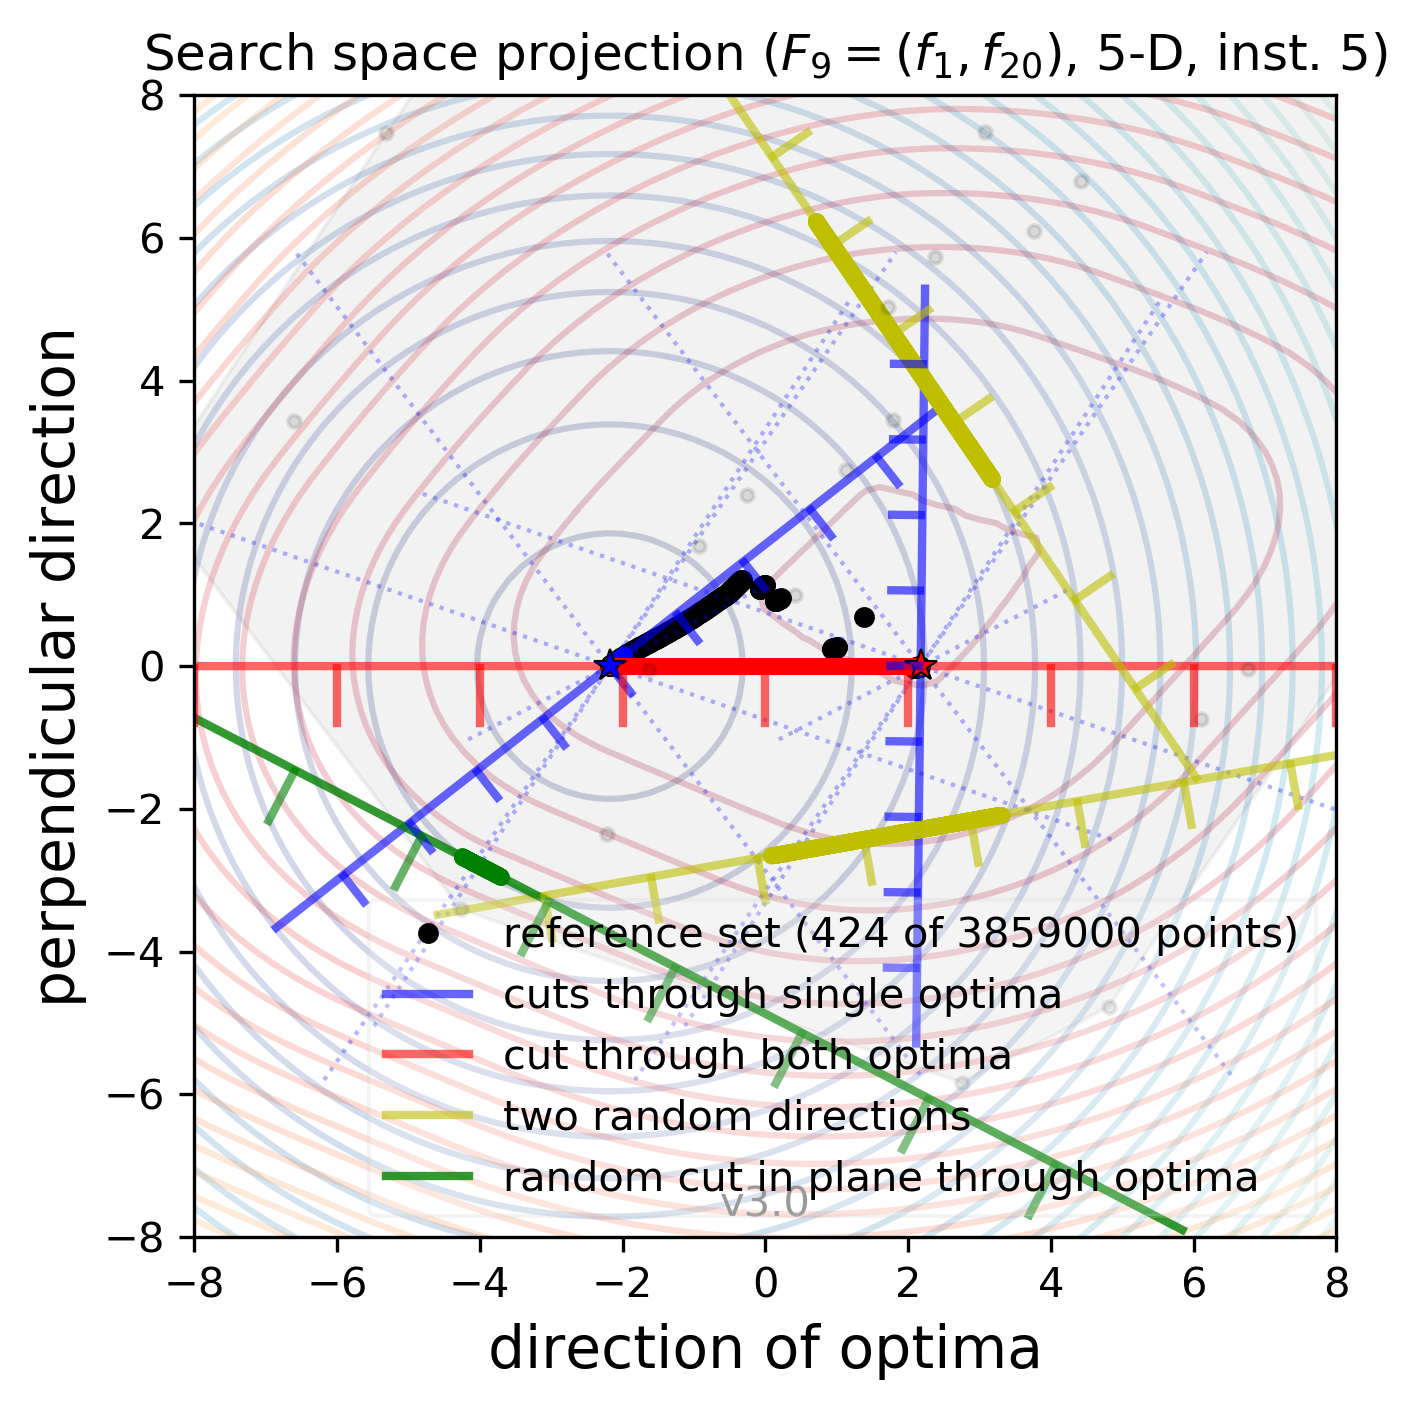 Search space projection (F₉ = (f₁, f₂₀), 5-D, inst. 5)
8
6
4
2
0
−2
−4
−6
−8
perpendicular direction
reference set (424 of 3859000 points)
cuts through single optima
cut through both optima
two random directions
random cut in plane through optima
v3.0
−8 −6 −4 −2 0 2 4 6 8
direction of optima